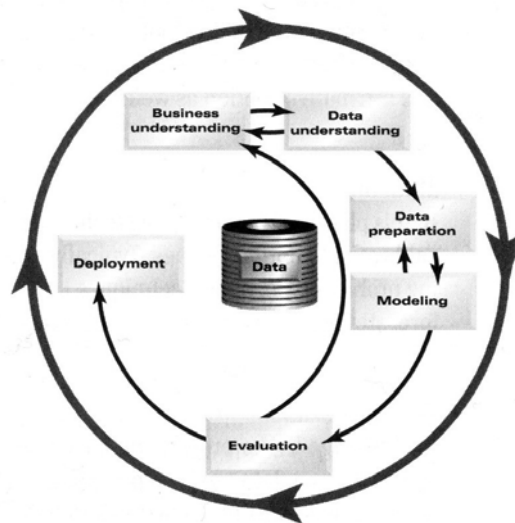 Business
understanding
Data
understanding
Data
preparation
Modeling
Evaluation
Deployment
Data